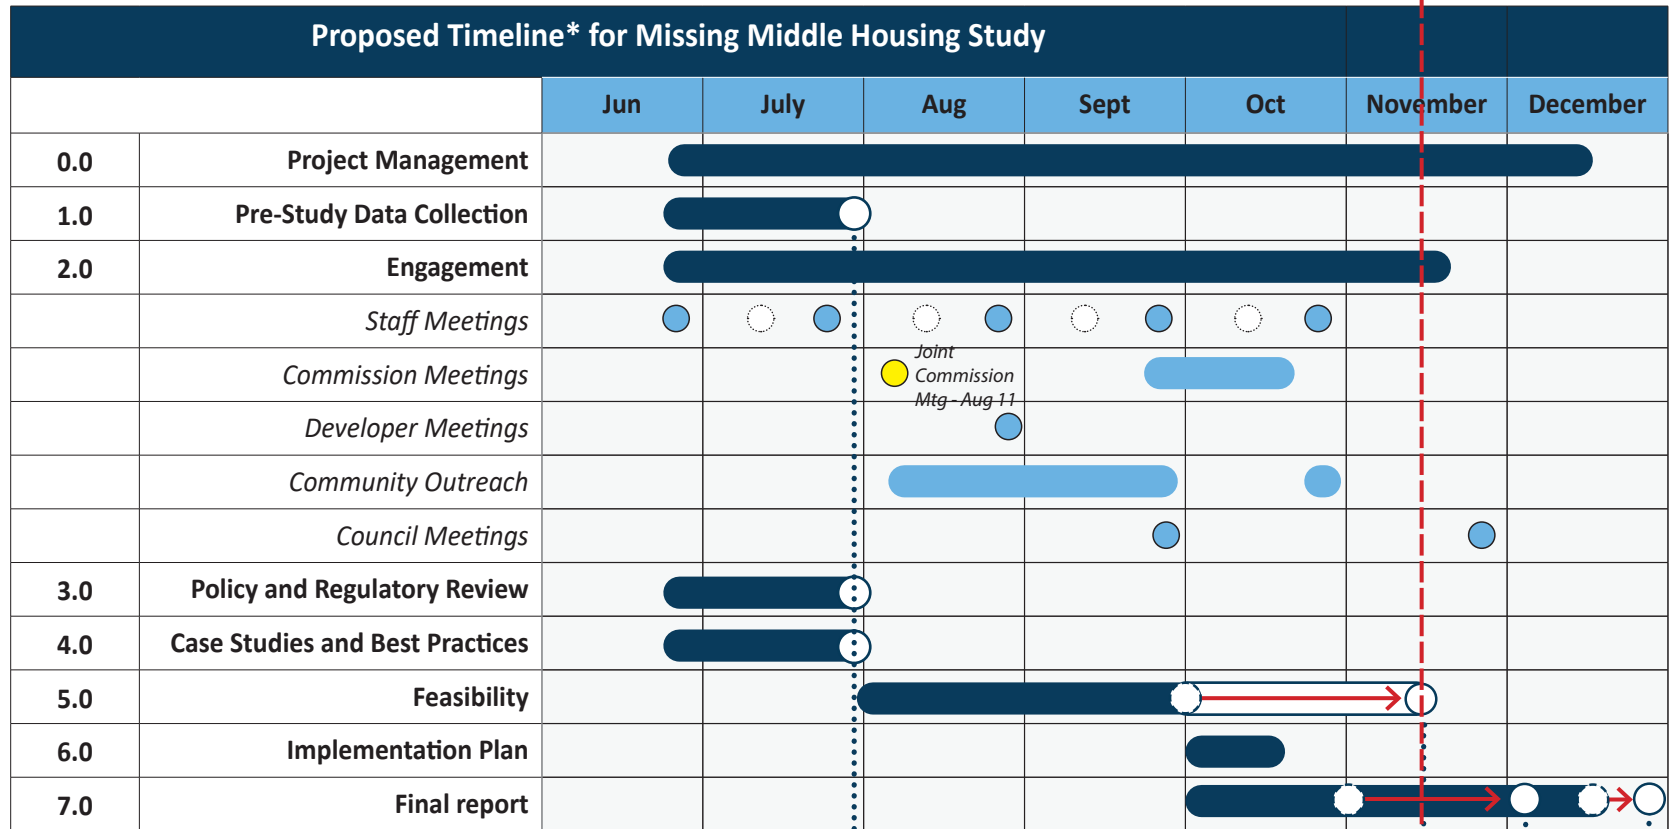 Proposed Timeline* for Missing Middle Housing Study
Jun July Aug Sept Oct November December
0.0 Project Management
1.0 Pre-Study Data Collection
2.0 Engagement
Staff Meetings
Commission Meetings
Joint
Commission
Mtg - Aug 11
Developer Meetings
Community Outreach
Council Meetings
3.0 Policy and Regulatory Review
4.0 Case Studies and Best Practices
5.0 Feasibility
6.0 Implementation Plan
7.0 Final report